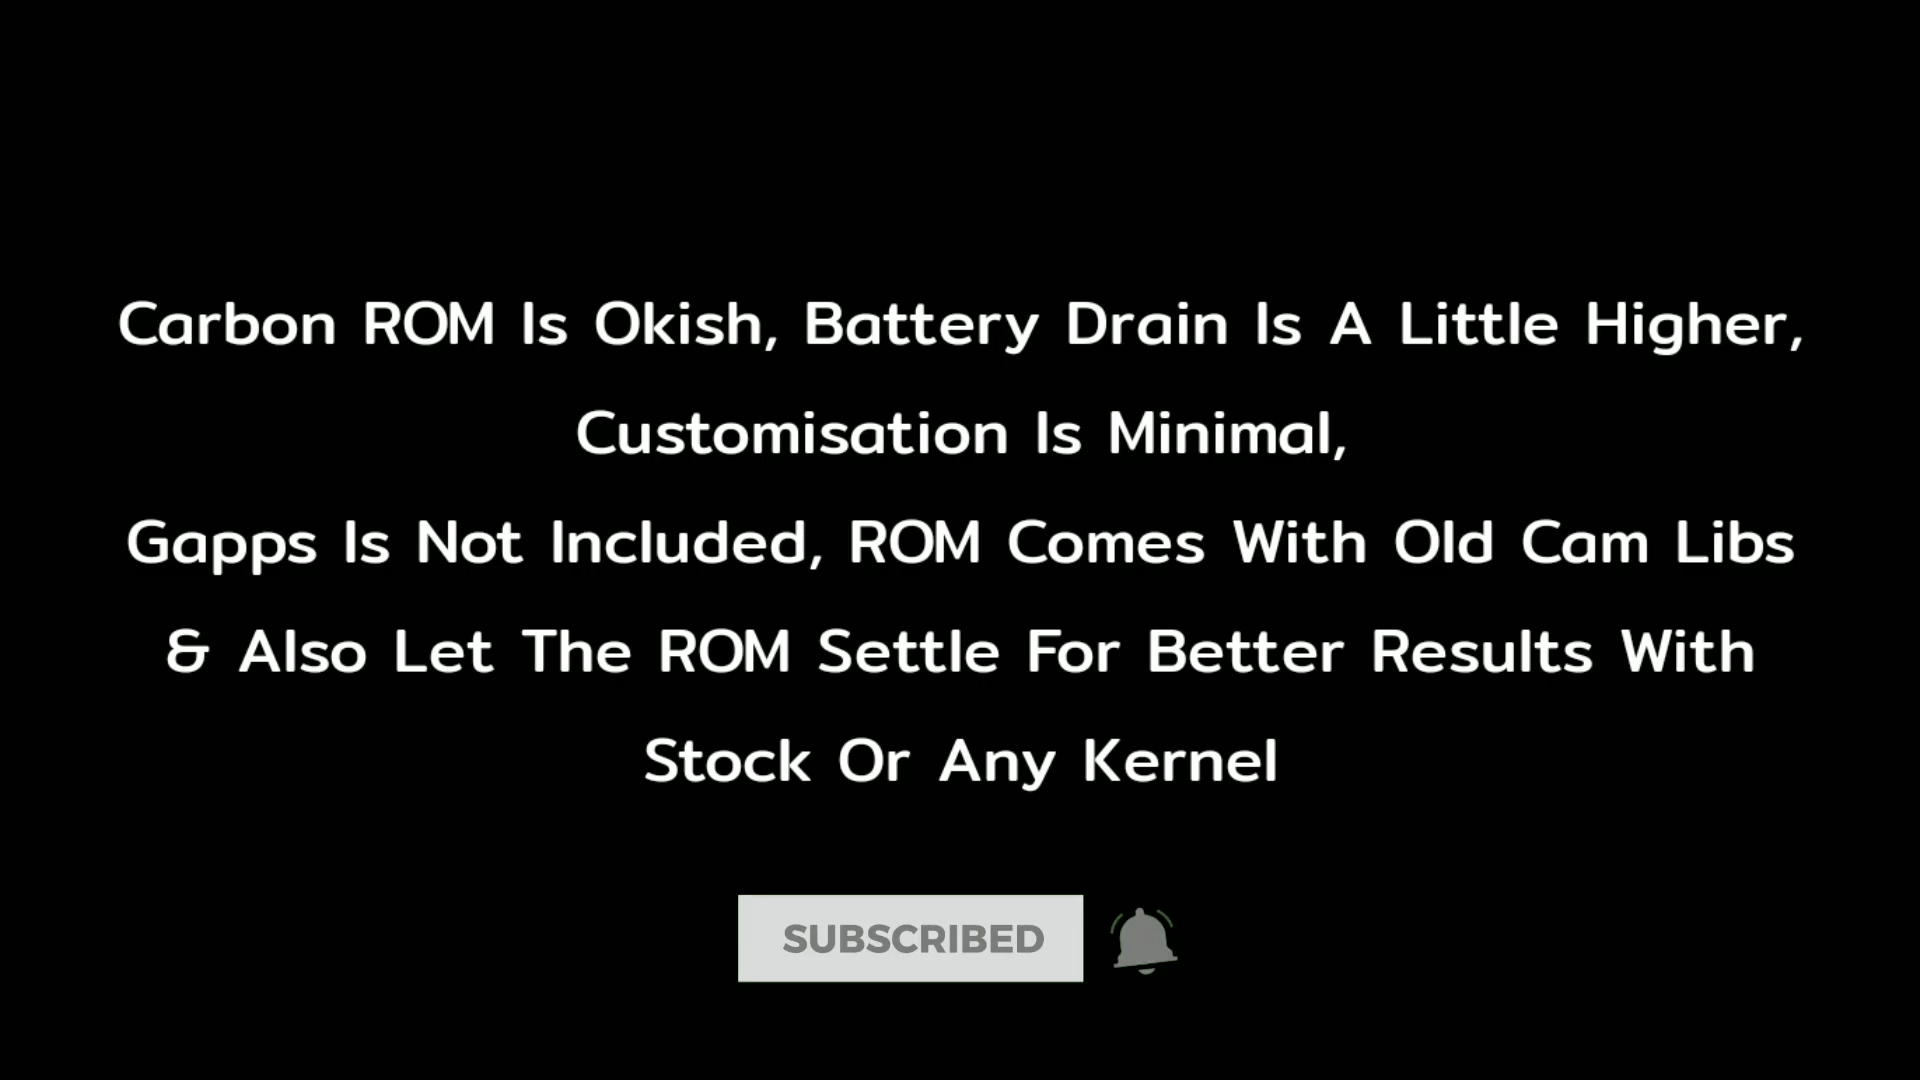 Carbon ROM Is Okish, Battery Drain Is A Little Higher,
Customisation Is Minimal,
Gapps Is Not Included, ROM Comes With Old Cam Libs
& Also Let The ROM Settle For Better Results With
Stock Or Any Kernel
SUBSCRIBED